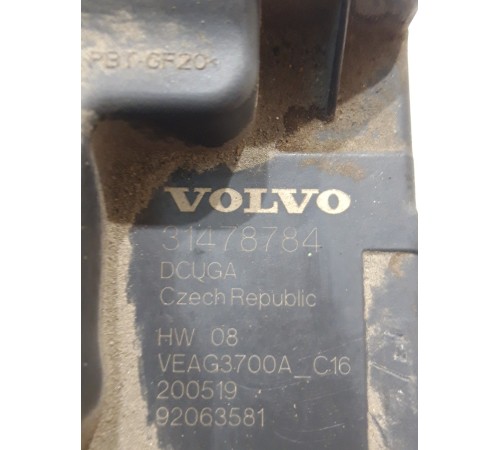 >PBT-GF20<
VOLVO
31478784
DCUGA
Czech Republic
HW 08
VEAG3700A_C16
200519
92063581